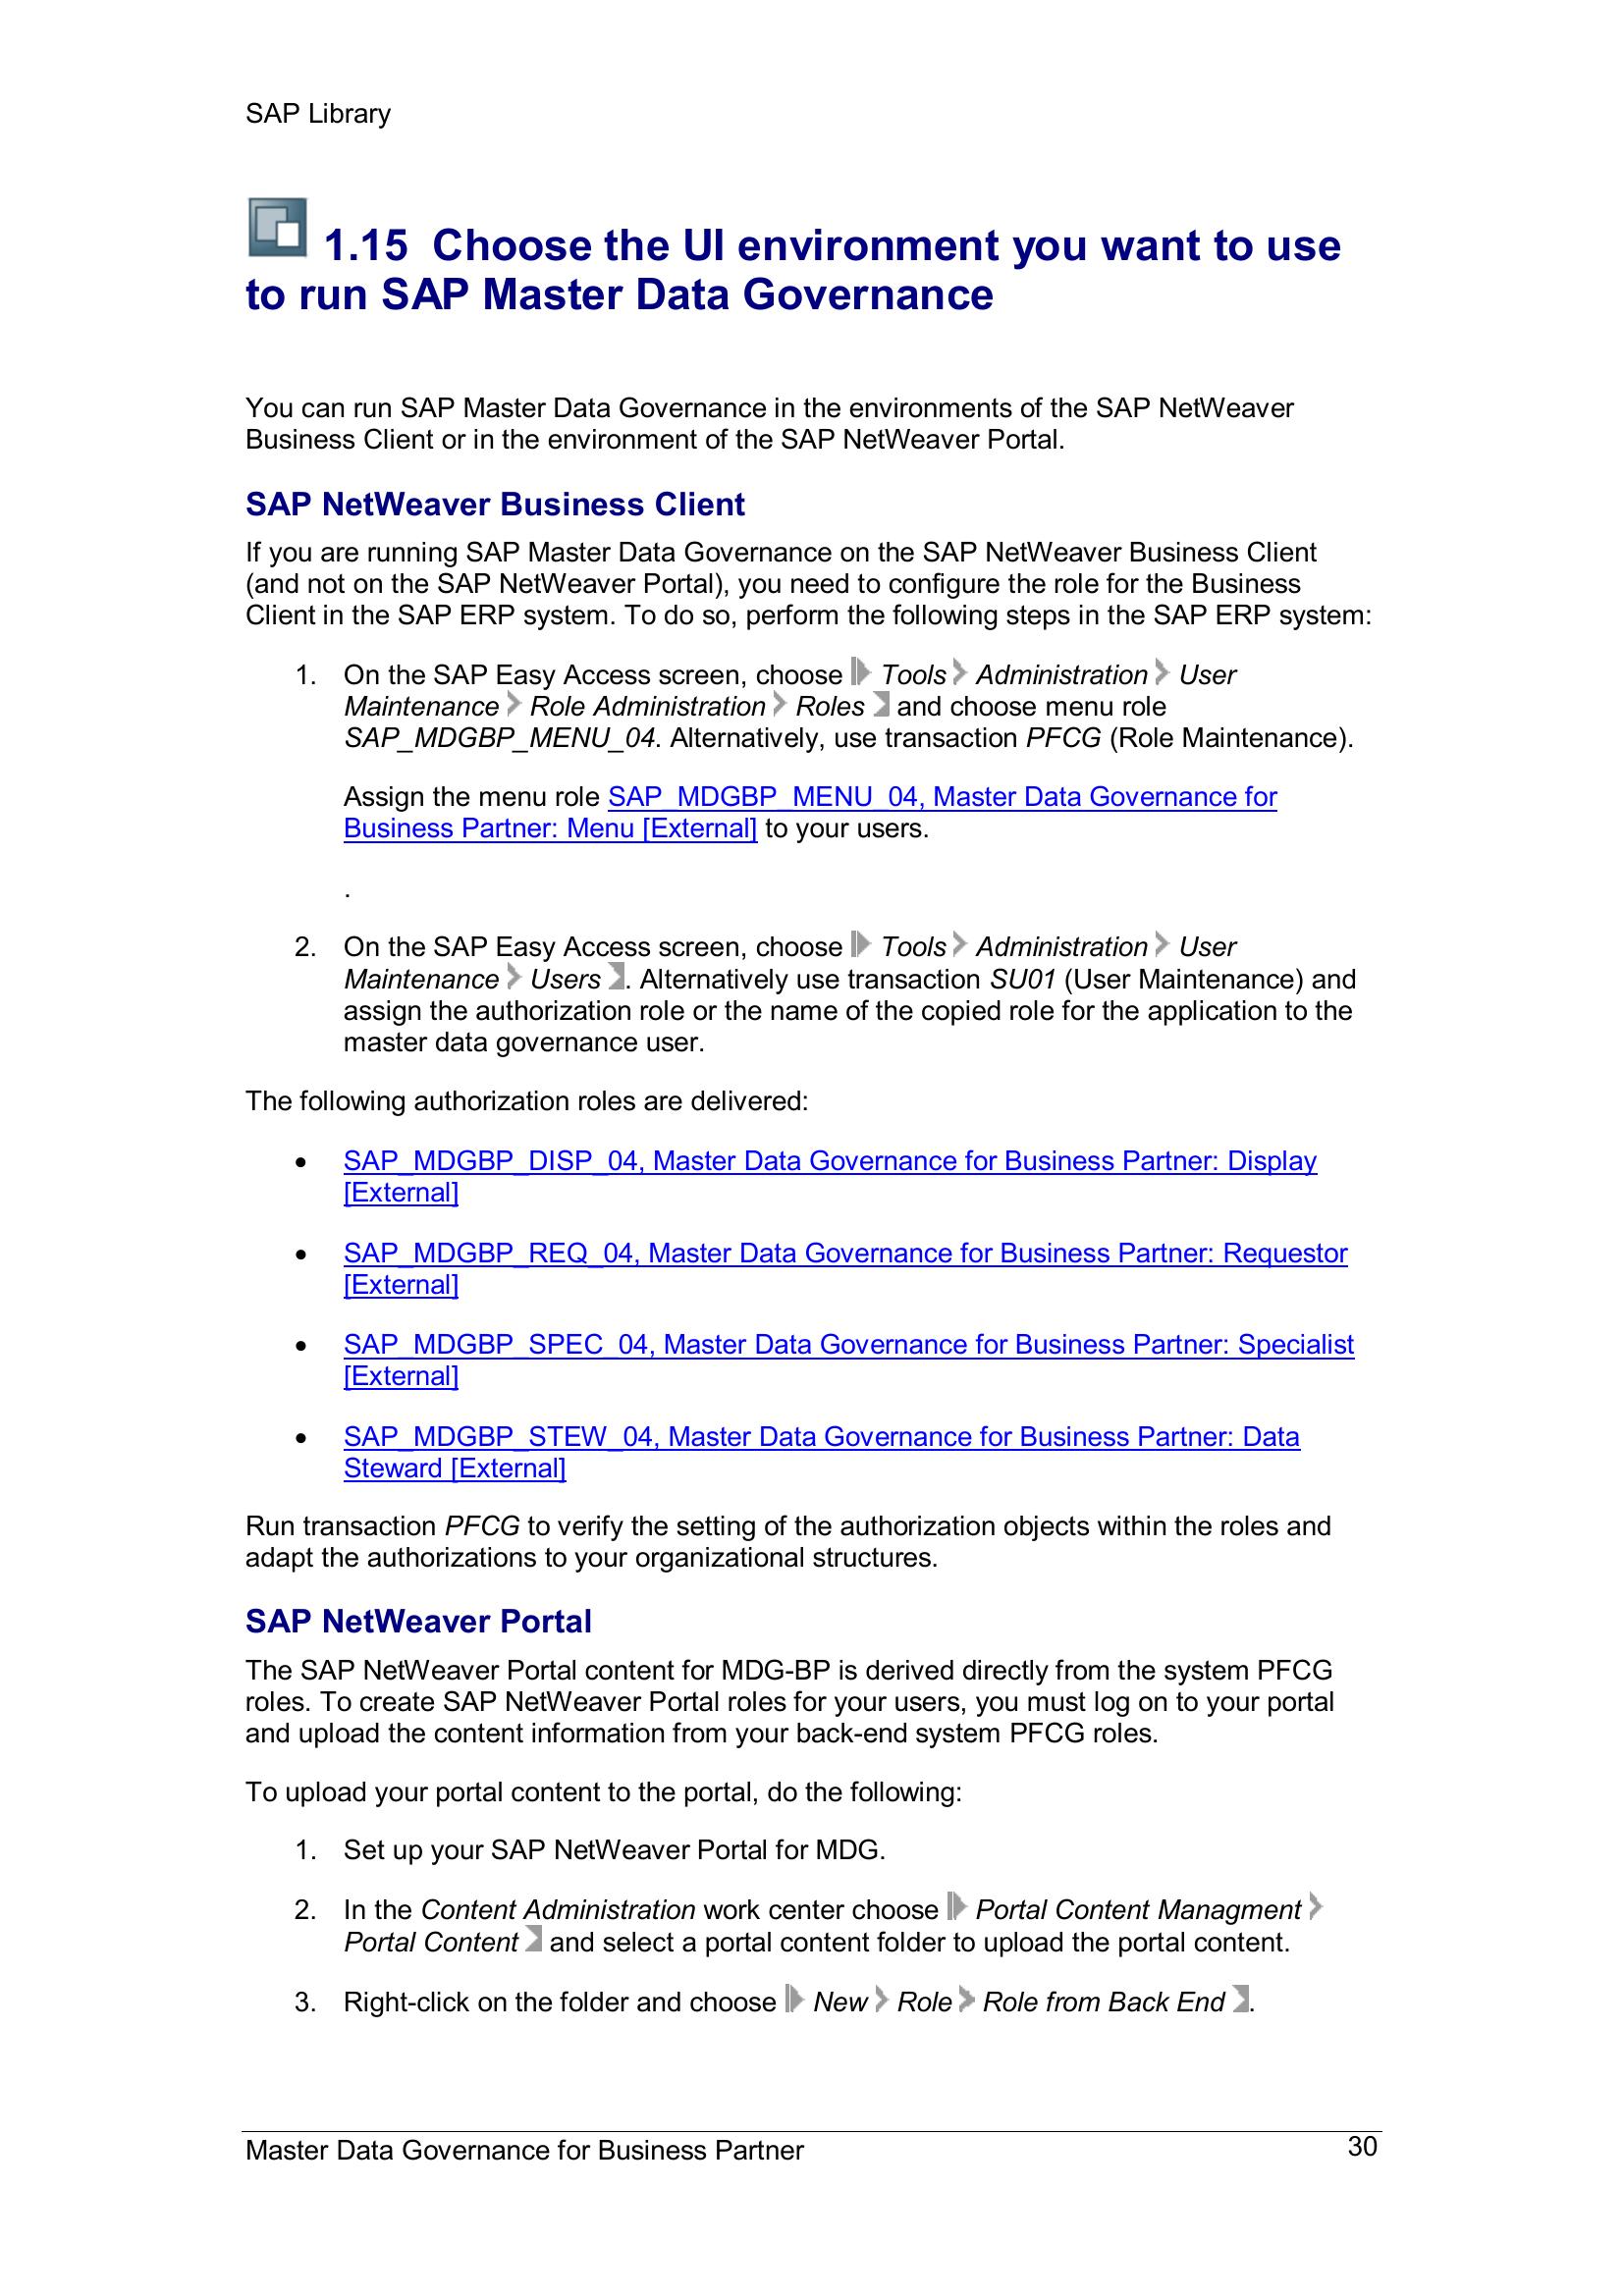 SAP Library
1.15  Choose the UI environment you want to use
to run SAP Master Data Governance
You can run SAP Master Data Governance in the environments of the SAP NetWeaver
Business Client or in the environment of the SAP NetWeaver Portal.
SAP NetWeaver Business Client
If you are running SAP Master Data Governance on the SAP NetWeaver Business Client
(and not on the SAP NetWeaver Portal), you need to configure the role for the Business
Client in the SAP ERP system. To do so, perform the following steps in the SAP ERP system:
1. On the SAP Easy Access screen, choose Tools Administration User
Maintenance Role Administration Roles and choose menu role
SAP_MDGBP_MENU_04. Alternatively, use transaction PFCG (Role Maintenance).
Assign the menu role SAP_MDGBP_MENU_04, Master Data Governance for
Business Partner: Menu [External] to your users.
.
2. On the SAP Easy Access screen, choose Tools Administration User
Maintenance Users . Alternatively use transaction SU01 (User Maintenance) and
assign the authorization role or the name of the copied role for the application to the
master data governance user.
The following authorization roles are delivered:
• SAP_MDGBP_DISP_04, Master Data Governance for Business Partner: Display
[External]
• SAP_MDGBP_REQ_04, Master Data Governance for Business Partner: Requestor
[External]
• SAP_MDGBP_SPEC_04, Master Data Governance for Business Partner: Specialist
[External]
• SAP_MDGBP_STEW_04, Master Data Governance for Business Partner: Data
Steward [External]
Run transaction PFCG to verify the setting of the authorization objects within the roles and
adapt the authorizations to your organizational structures.
SAP NetWeaver Portal
The SAP NetWeaver Portal content for MDG-BP is derived directly from the system PFCG
roles. To create SAP NetWeaver Portal roles for your users, you must log on to your portal
and upload the content information from your back-end system PFCG roles.
To upload your portal content to the portal, do the following:
1. Set up your SAP NetWeaver Portal for MDG.
2. In the Content Administration work center choose Portal Content Managment
Portal Content and select a portal content folder to upload the portal content.
3. Right-click on the folder and choose New Role Role from Back End .
Master Data Governance for Business Partner 30